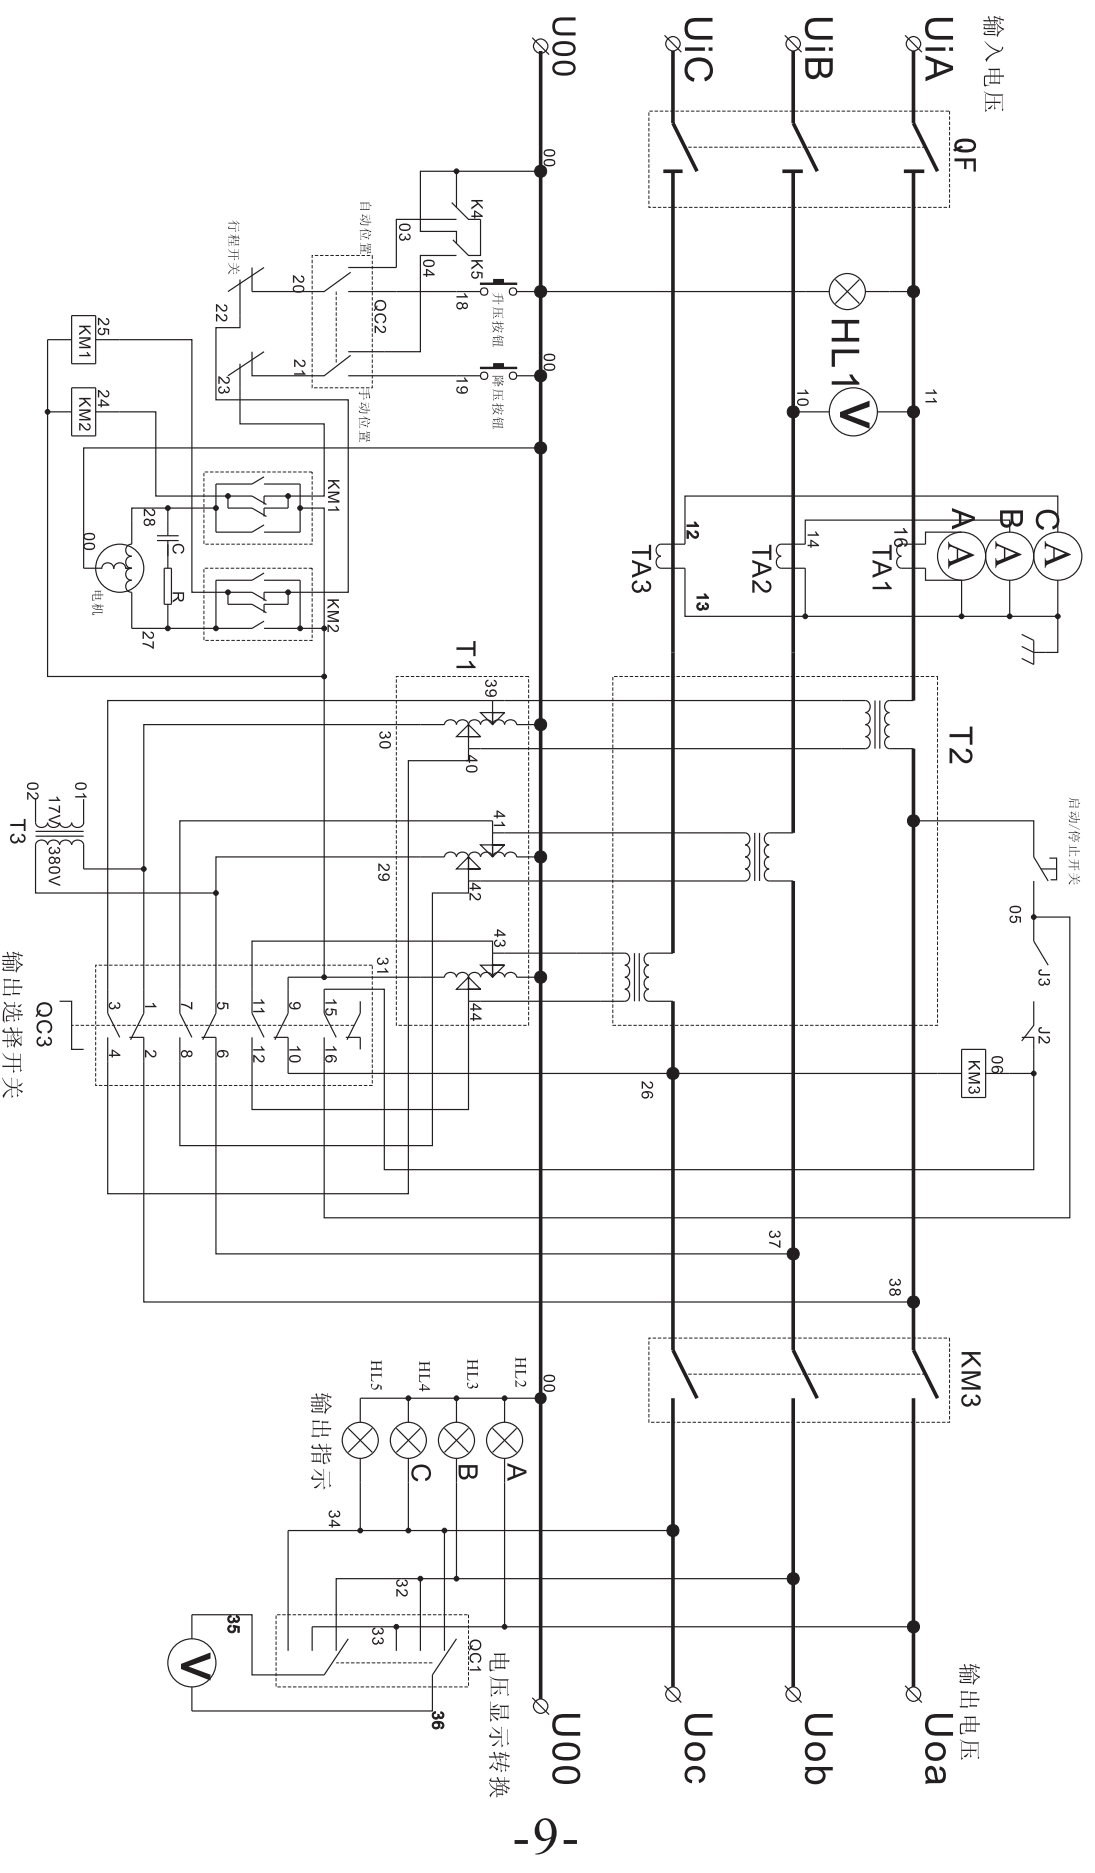 输入电压
UiA
UiB
UiC
U00
QF
HL1
V
11
10
00
K4
K5
03
04
自动位置
行程开关
20
22
QC2
18
升压按钮
00
21
23
19
降压按钮
手动位置
25
KM1
24
KM2
C
B
A
A
A
A
16
14
12
13
TA1
TA2
TA3
KM1
KM2
28
C
R
00
电机
27
T1
T2
39
30
40
41
29
42
43
31
44
01
02
17V
380V
T3
启动/停止开关
05
J3
J2
06
KM3
26
3
1
7
5
11
9
15
4
2
8
6
12
10
16
QC3
输出选择开关
37
38
KM3
00
HL2
HL3
HL4
HL5
A
B
C
输出指示
34
32
33
35
36
QC1
V
电压显示转换
输出电压
Uoa
Uob
Uoc
U00
-9-